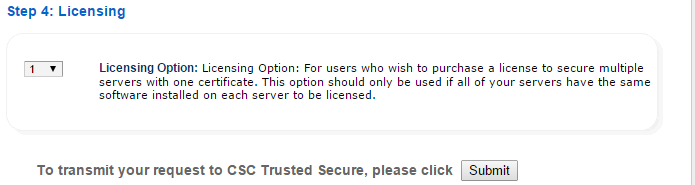 Step 4: Licensing
1
Licensing Option: Licensing Option: For users who wish to purchase a license to secure multiple
servers with one certificate. This option should only be used if all of your servers have the same
software installed on each server to be licensed.
To transmit your request to CSC Trusted Secure, please click Submit